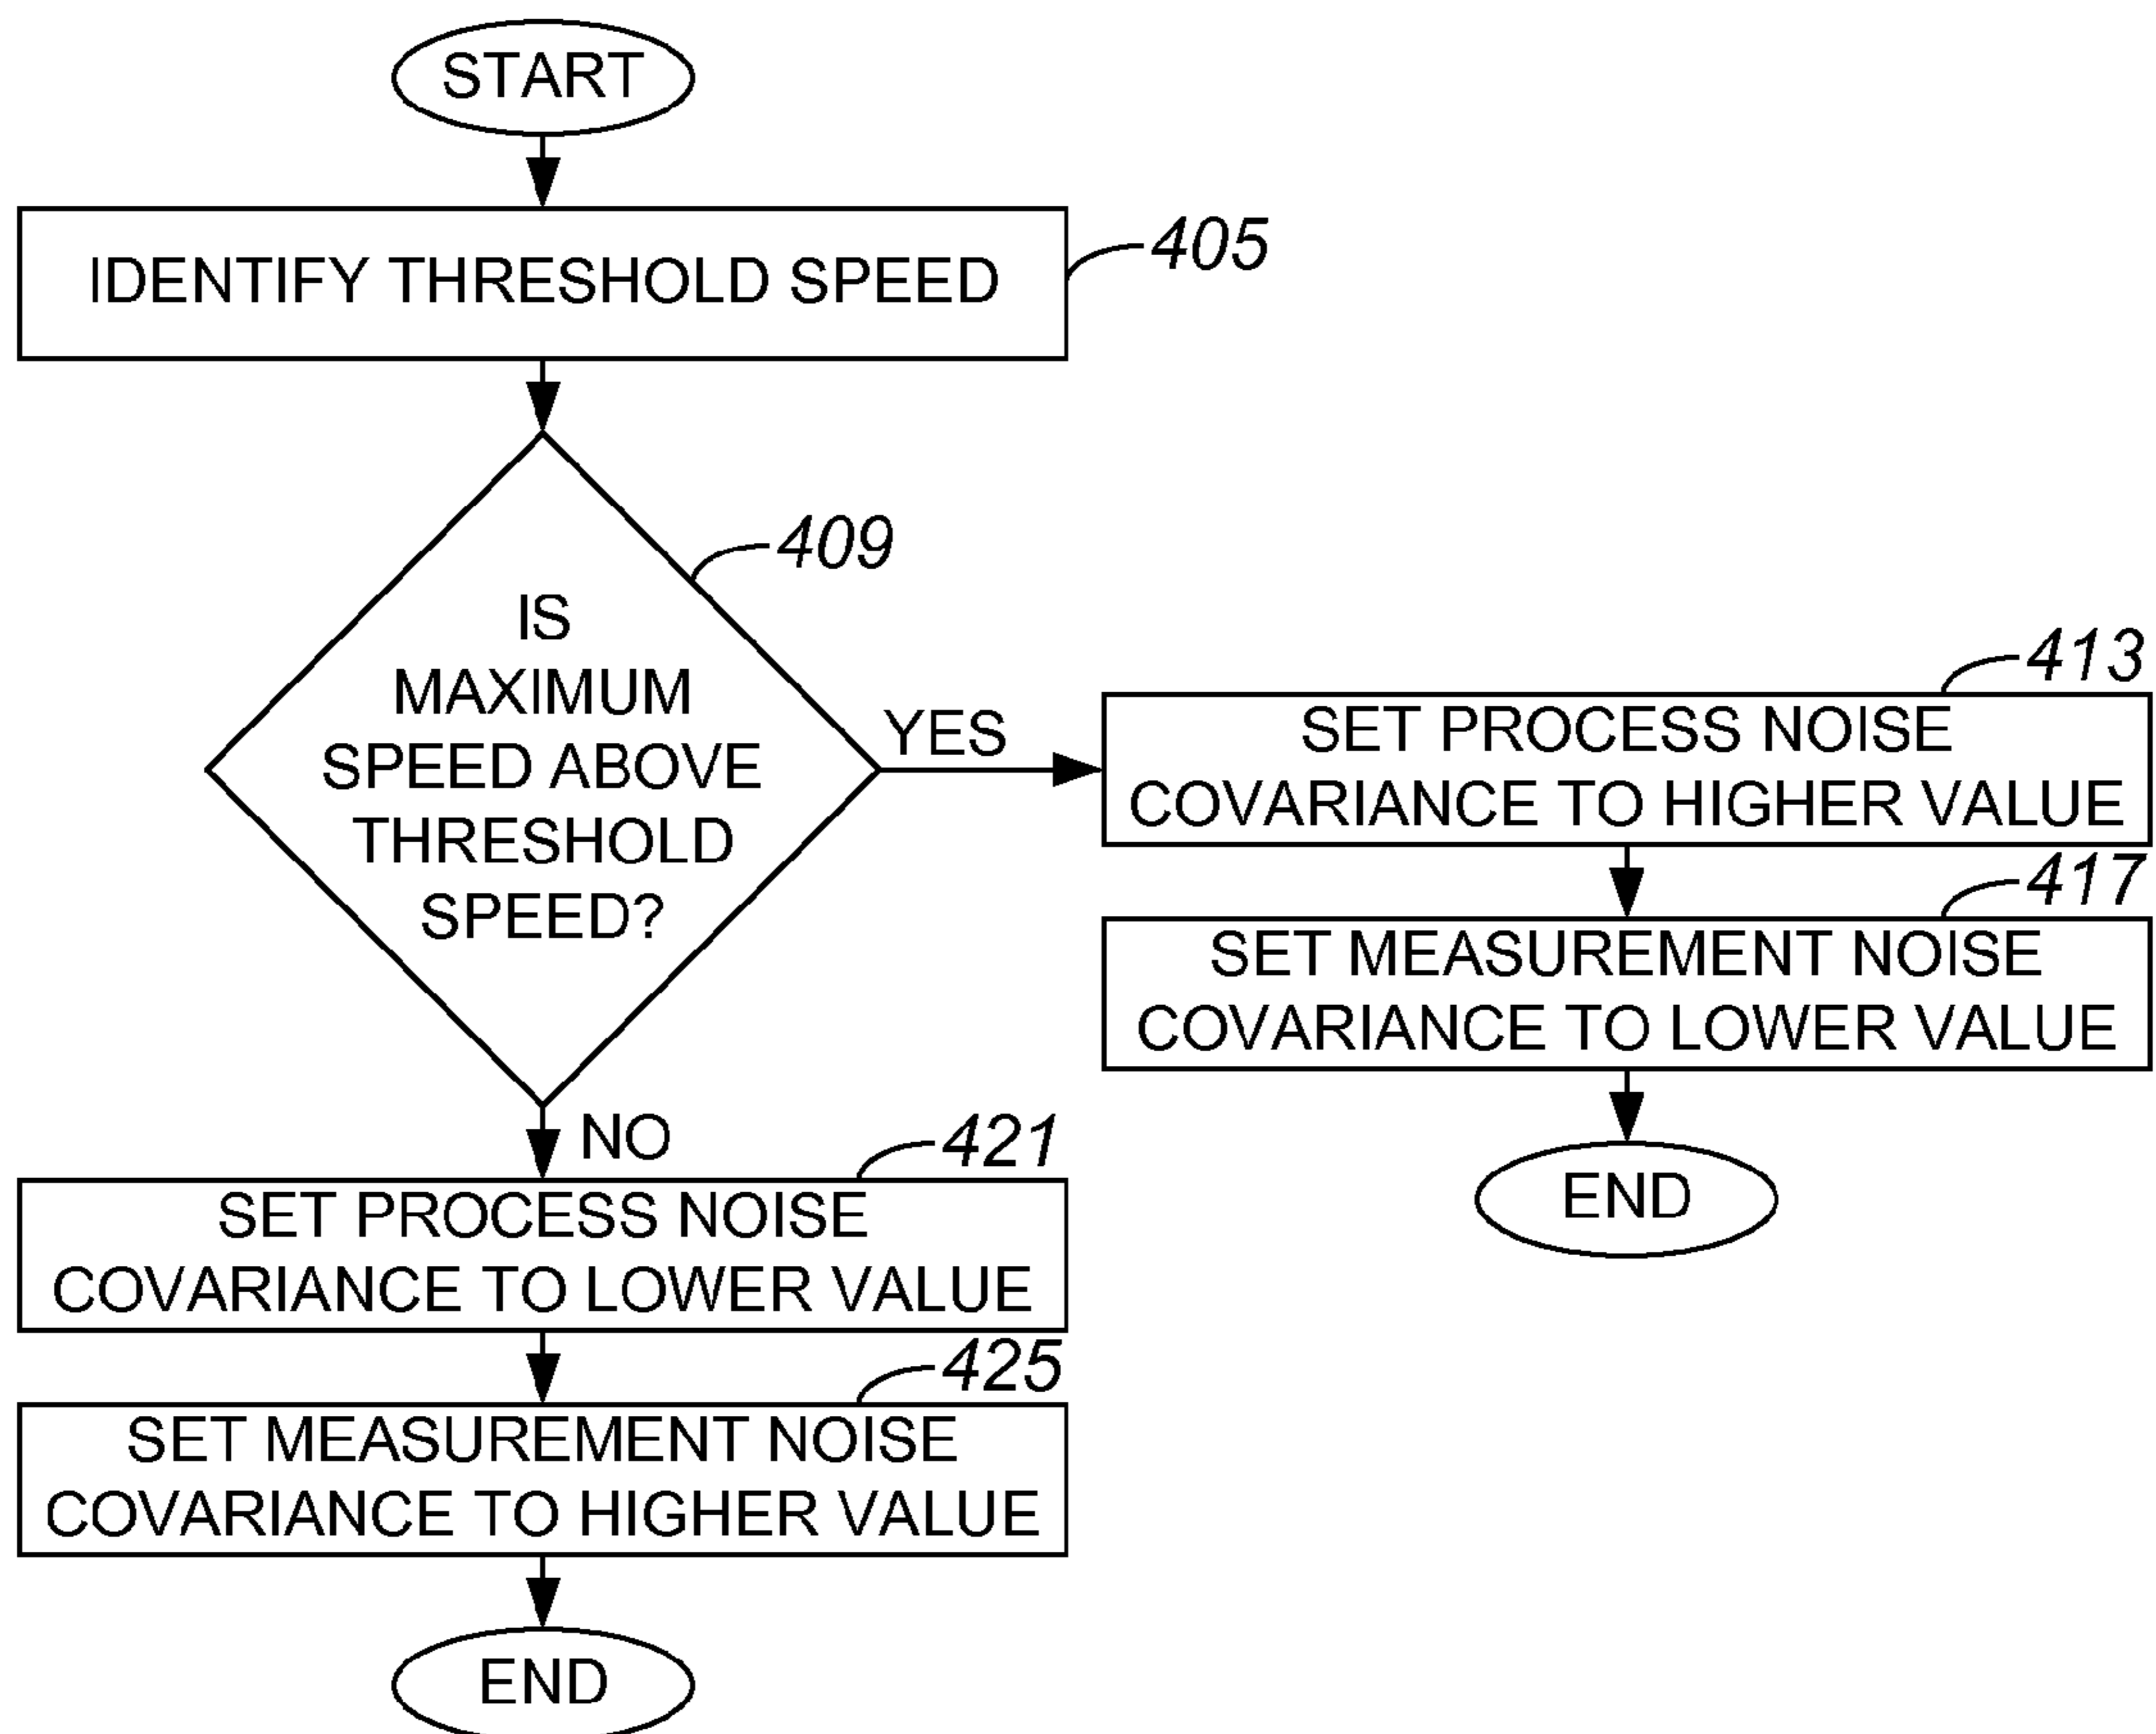 START
IDENTIFY THRESHOLD SPEED
405
409
IS
MAXIMUM
SPEED ABOVE
THRESHOLD
SPEED?
YES
413
SET PROCESS NOISE
COVARIANCE TO HIGHER VALUE
417
SET MEASUREMENT NOISE
COVARIANCE TO LOWER VALUE
END
NO
421
SET PROCESS NOISE
COVARIANCE TO LOWER VALUE
425
SET MEASUREMENT NOISE
COVARIANCE TO HIGHER VALUE
END